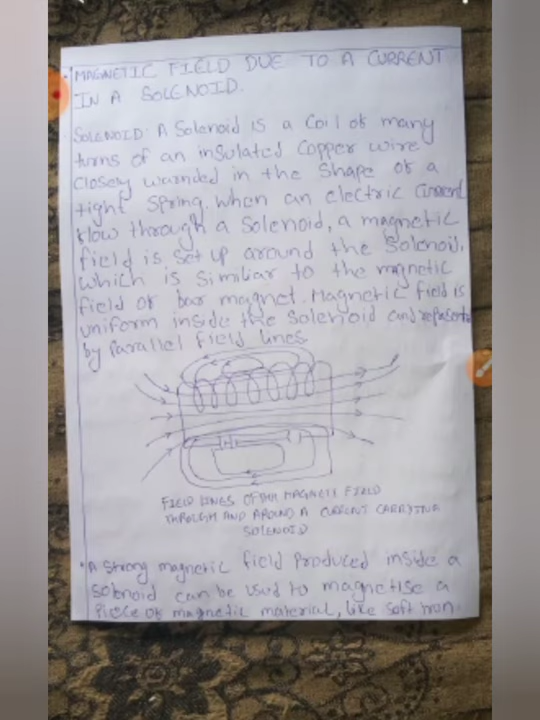 MAGNETIC FIELD DUE TO A CURRENT
IN A SOLENOID.
SOLENOID: A Solenoid is a coil of many
turns of an insulated copper wire
closely warnded in the shape of a
tight spring. When an electric current
flow through a solenoid, a magnetic
field is set up around the solenoid.
which is similiar to the mgnetic
field of bar magnet. Magnetic field is
uniform inside the solenoid and represents
by parallel field lines.
FIELD LINES OF THE MAGNETIC FIELD
THROUGH AND AROUND A CURRENT CARRYING
SOLENOID
• A strong magnetic field produced inside a
solenoid can be used to magnetise a
piece of magnetic material, like soft iron.